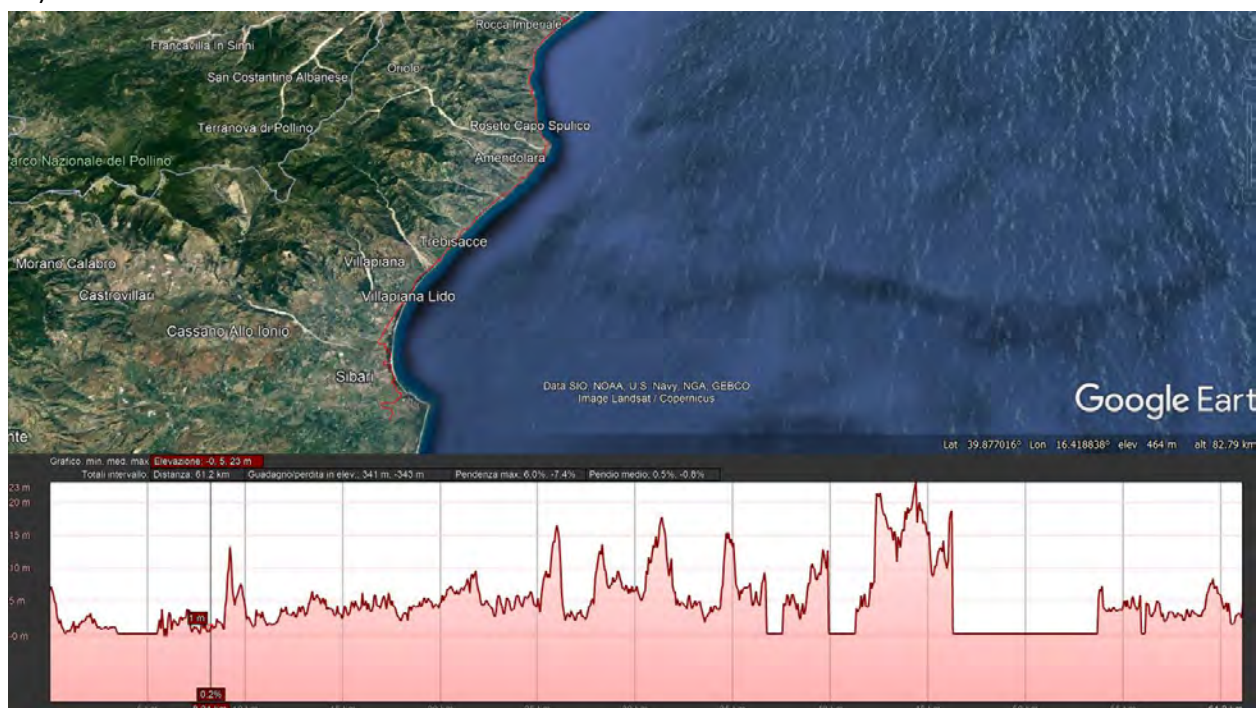 Rocca Imperiale
Francavilla In Sinni
Oriolo
San Costantino Albanese
Terranova di Pollino
Roseto Capo Spulico
arco Nazionale del Pollino
Amendolara
Trebisacce
Morano Calabro
Villapiana
Castrovillari
Villapiana Lido
Cassano Allo Ionio
Sibari
Data SIO, NOAA, U.S. Navy, NGA, GEBCO
Image Landsat / Copernicus
Google Eart
nte
Lat 39.877016° Lon 16.418838° elev 464 m alt 82.79 km
Grafico: min, med, max Elevazione: -0, 5, 23 m
Totali intervallo: Distanza: 61.2 km Guadagno/perdita in elev.: 341 m, -343 m Pendenza max: 6.0%, -7.4% Pendio medio: 0.5%, -0.8%
23 m
20 m
15 m
10 m
5 m
1 m
-0 m
0.2%